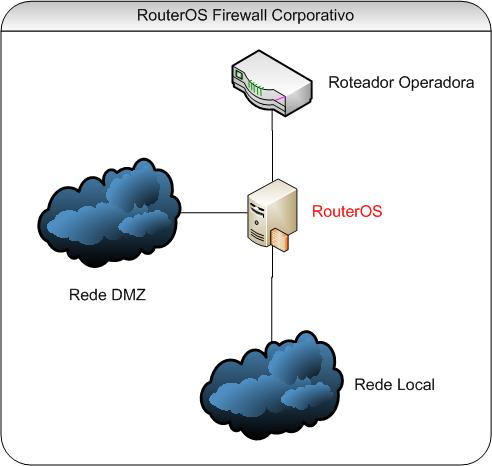 RouterOS Firewall Corporativo
Roteador Operadora
RouterOS
Rede DMZ
Rede Local